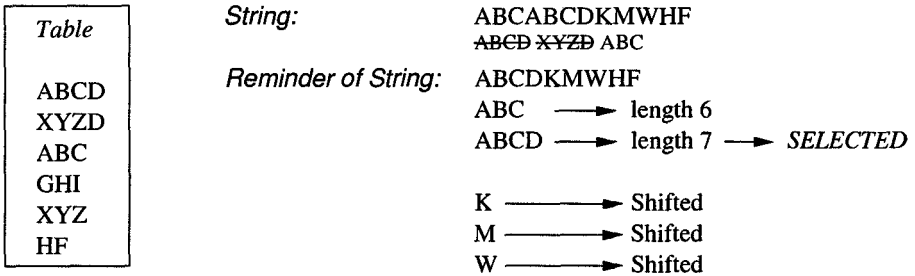 Table
ABCD
XYZD
ABC
GHI
XYZ
HF
String: ABCABCDKMWHF
ABCD XYZD ABC
Reminder of String: ABCDKMWHF
ABC → length 6
ABCD → length 7 → SELECTED
K → Shifted
M → Shifted
W → Shifted